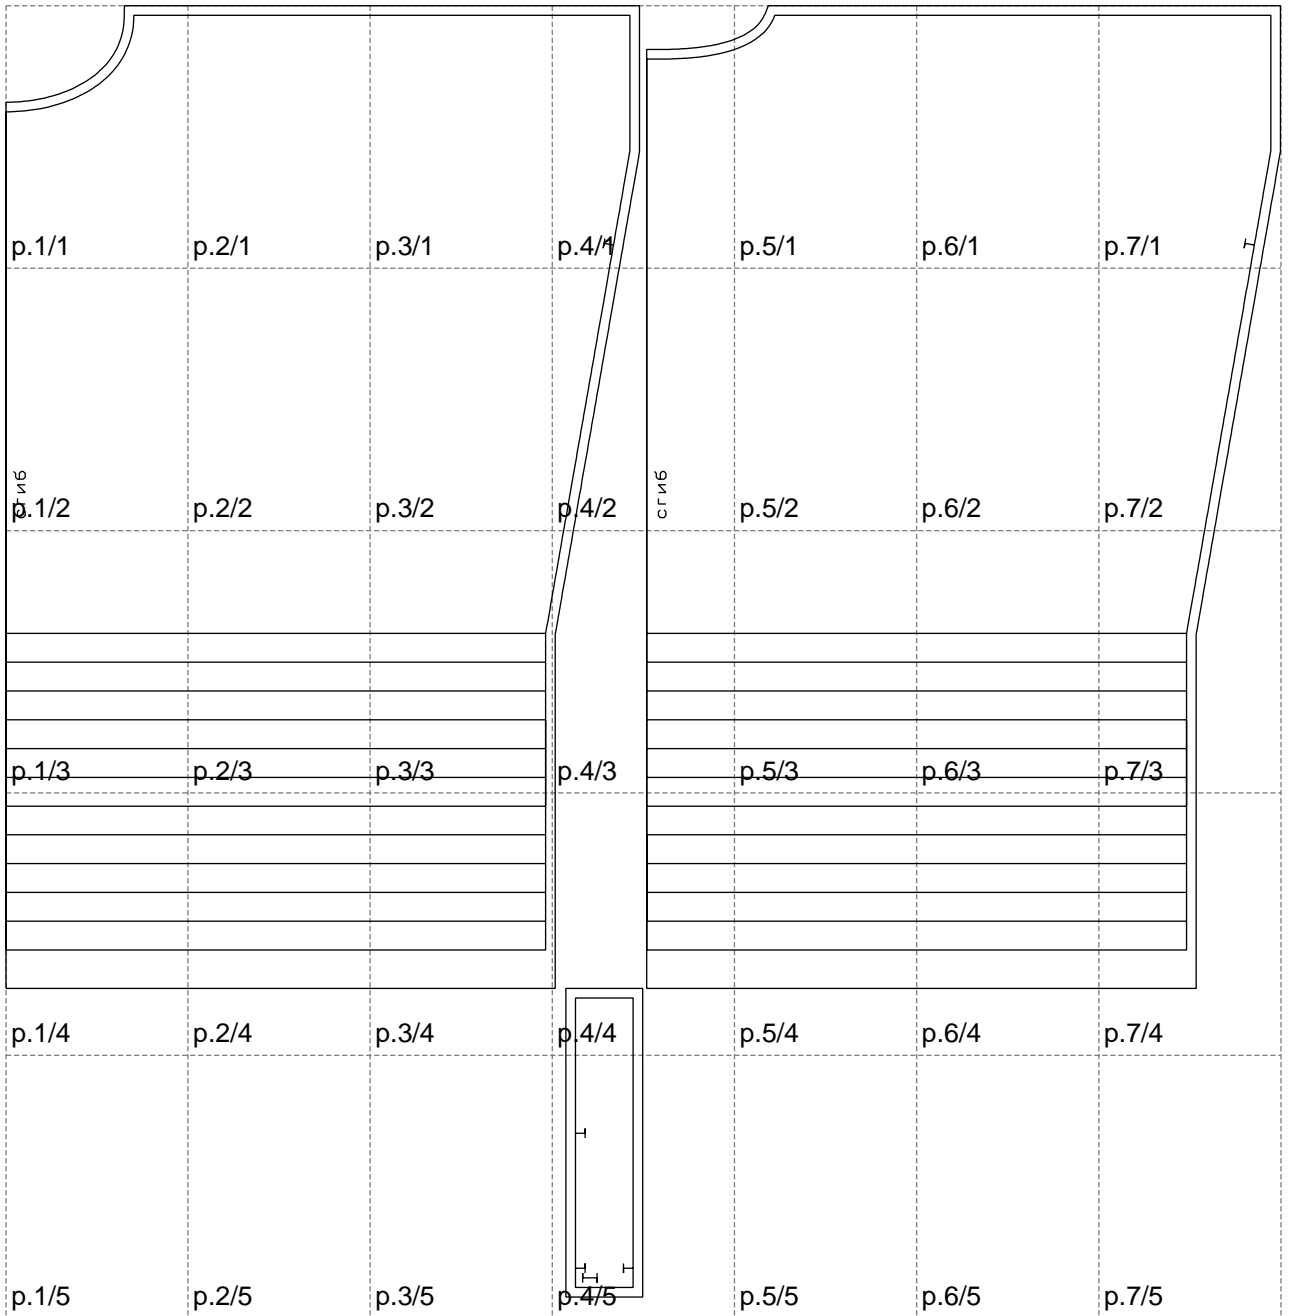 p.1/1 p.2/1 p.3/1 p.4/1 p.5/1 p.6/1 p.7/1
сгиб сгиб
p.1/2 p.2/2 p.3/2 p.4/2 p.5/2 p.6/2 p.7/2
p.1/3 p.2/3 p.3/3 p.4/3 p.5/3 p.6/3 p.7/3
p.1/4 p.2/4 p.3/4 p.4/4 p.5/4 p.6/4 p.7/4
p.1/5 p.2/5 p.3/5 p.4/5 p.5/5 p.6/5 p.7/5